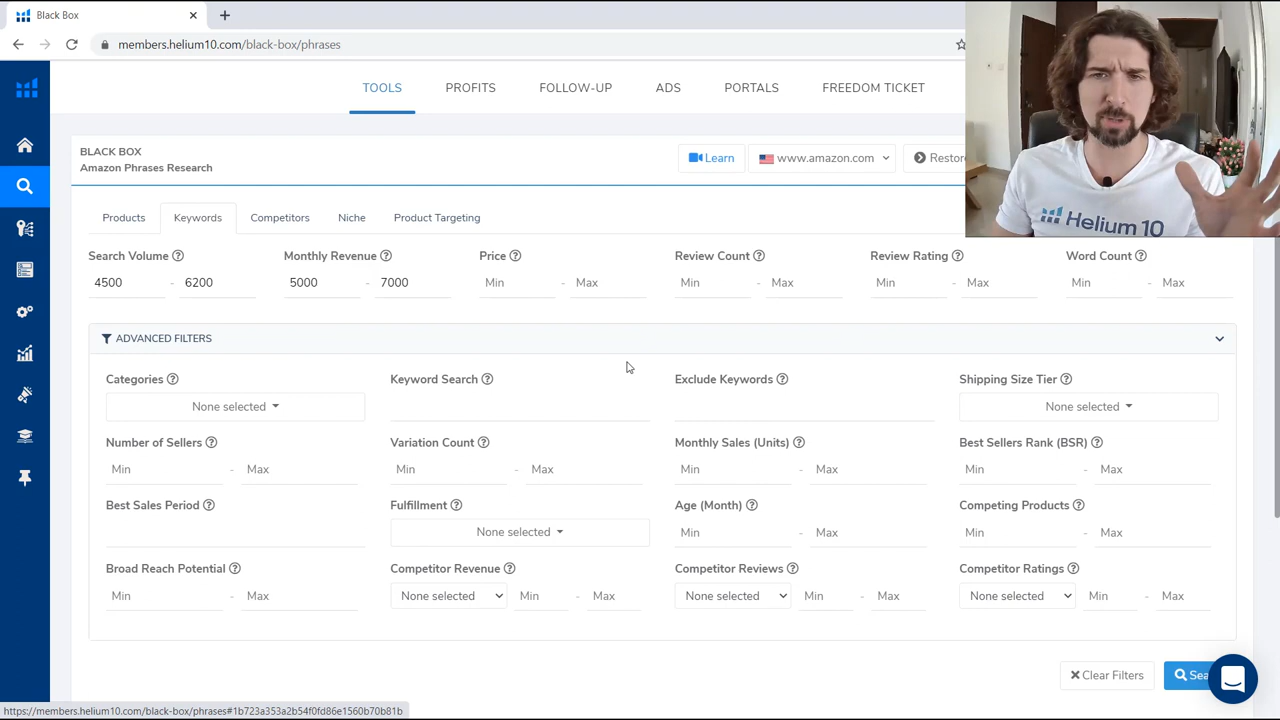 Black Box
members.helium10.com/black-box/phrases
TOOLS PROFITS FOLLOW-UP ADS PORTALS FREEDOM TICKET
BLACK BOX
Amazon Phrases Research
Learn www.amazon.com Restore
Helium 10
Products Keywords Competitors Niche Product Targeting
Search Volume Monthly Revenue Price Review Count Review Rating Word Count
4500 - 6200 5000 - 7000 Min - Max Min - Max Min - Max Min - Max
ADVANCED FILTERS
Categories Keyword Search Exclude Keywords Shipping Size Tier
None selected None selected
Number of Sellers Variation Count Monthly Sales (Units) Best Sellers Rank (BSR)
Min - Max Min - Max Min - Max Min - Max
Best Sales Period Fulfillment Age (Month) Competing Products
None selected Min - Max Min - Max
Broad Reach Potential Competitor Revenue Competitor Reviews Competitor Ratings
Min - Max None selected Min - Max None selected Min - Max None selected Min - Max
Clear Filters Sea
https://members.helium10.com/black-box/phrases#1b723a353a2b54f0fd86e1560b70b81b